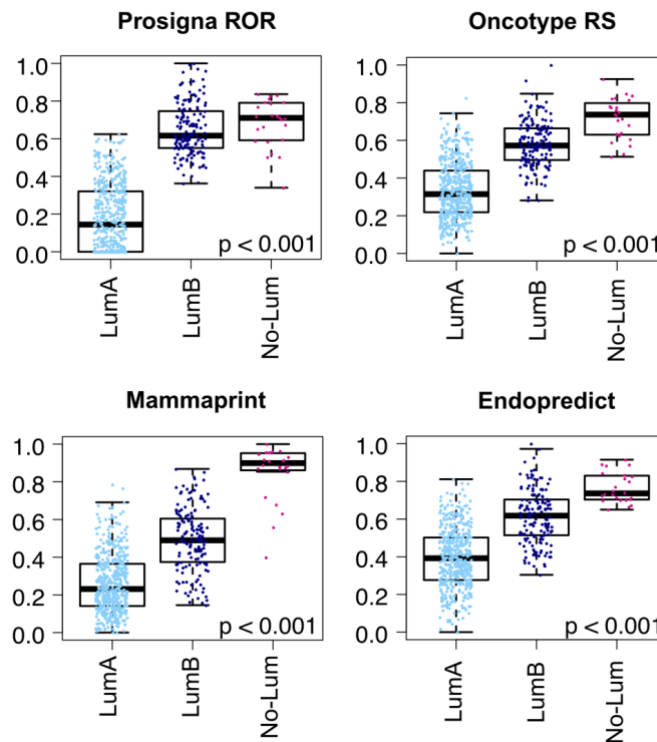 Prosigna ROR
1.0
0.8
0.6
0.4
0.2
0.0
p < 0.001
LumA
LumB
No-Lum
Oncotype RS
1.0
0.8
0.6
0.4
0.2
0.0
p < 0.001
LumA
LumB
No-Lum
Mammaprint
1.0
0.8
0.6
0.4
0.2
0.0
p < 0.001
LumA
LumB
No-Lum
Endopredict
1.0
0.8
0.6
0.4
0.2
0.0
p < 0.001
LumA
LumB
No-Lum